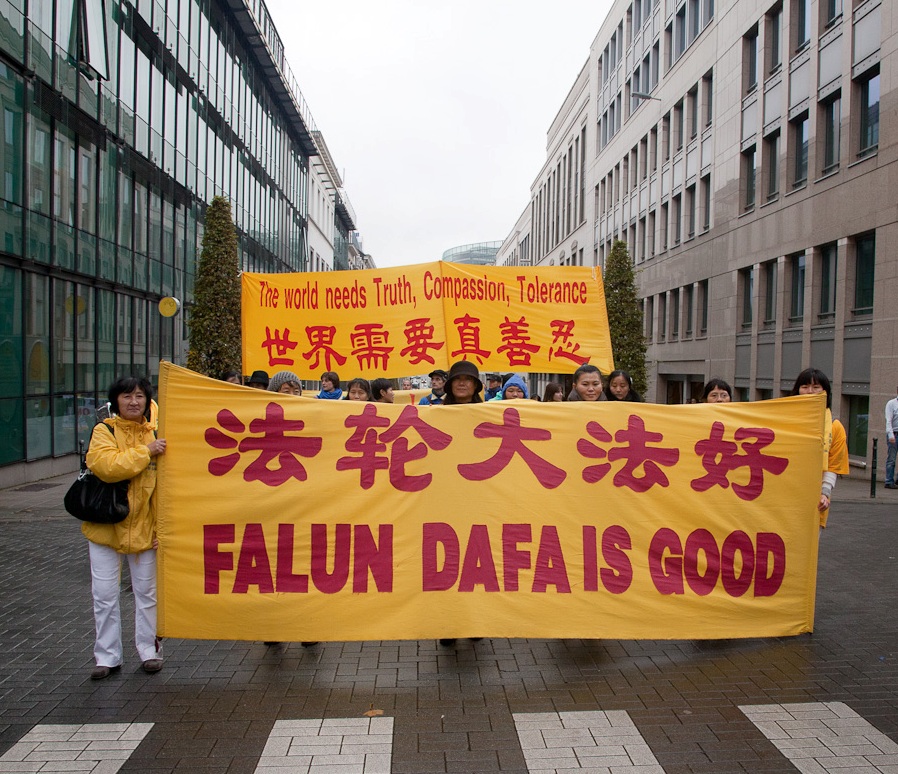 The world needs Truth, Compassion, Tolerance
世界需要真善忍
法轮大法好
FALUN DAFA IS GOOD